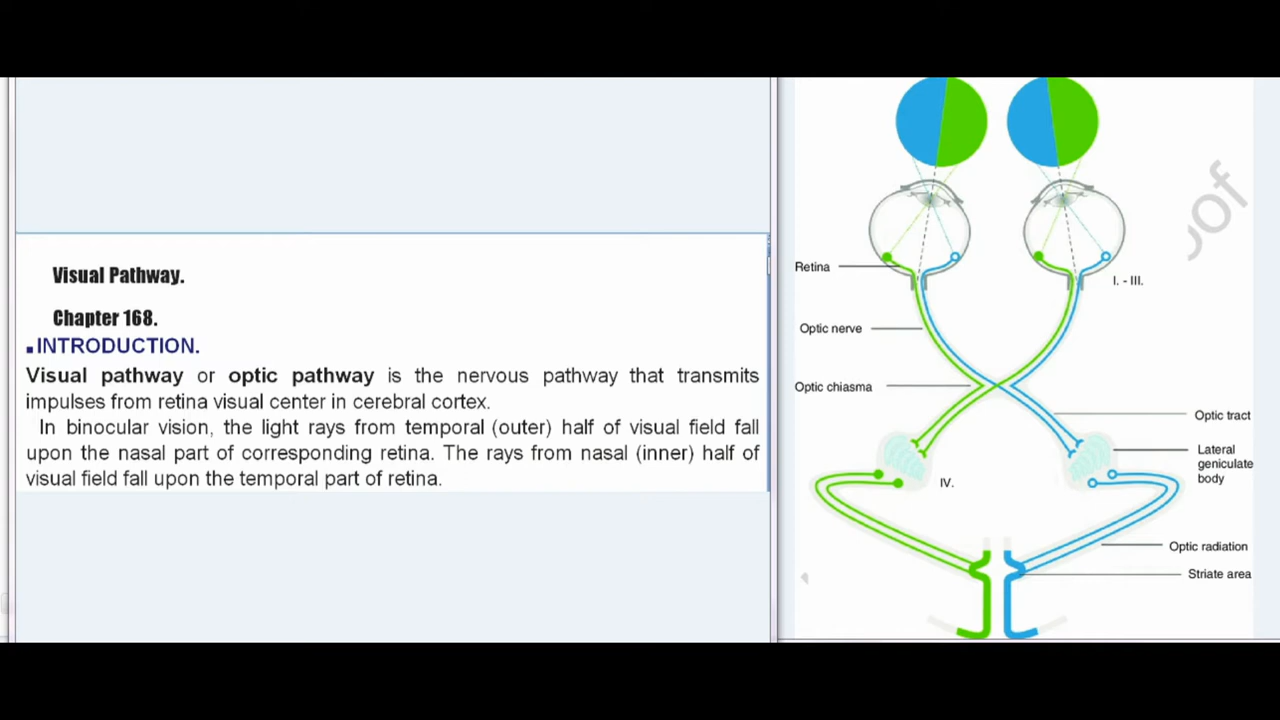 Visual Pathway.
Chapter 168.
▪INTRODUCTION.
Visual pathway or optic pathway is the nervous pathway that transmits
impulses from retina visual center in cerebral cortex.
In binocular vision, the light rays from temporal (outer) half of visual field fall
upon the nasal part of corresponding retina. The rays from nasal (inner) half of
visual field fall upon the temporal part of retina.
Retina
I. - III.
Optic nerve
Optic chiasma
Optic tract
Lateral
geniculate
body
IV.
Optic radiation
Striate area
oof